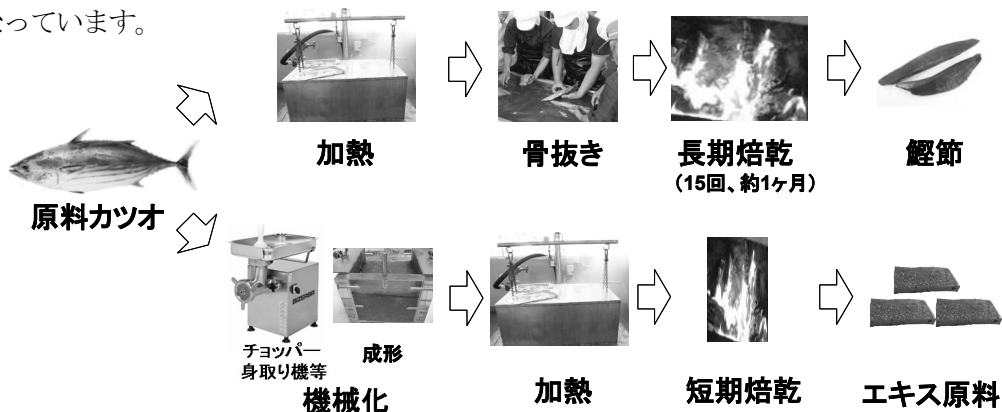 なっています。
加熱
骨抜き
長期焙乾
(15回、約1ヶ月)
鰹節
原料カツオ
BIZERBA
チョッパー
身取り機等
成形
機械化
加熱
短期焙乾
エキス原料